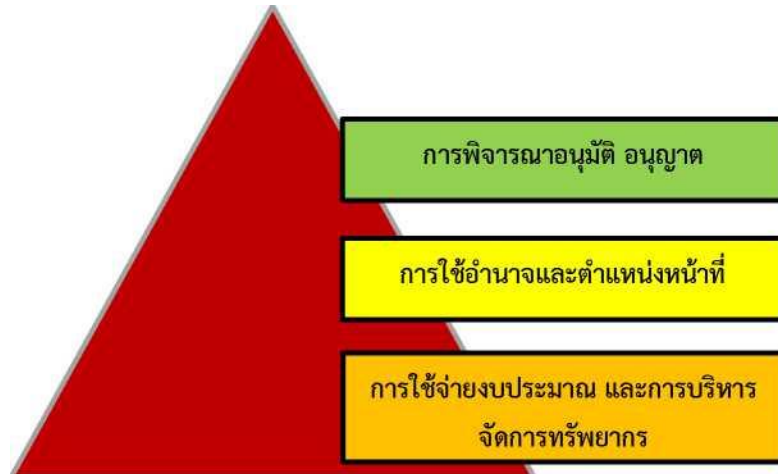 การพิจารณาอนุมัติ อนุญาต
การใช้อำนาจและตำแหน่งหน้าที่
การใช้จ่ายงบประมาณ และการบริหาร
จัดการทรัพยากร